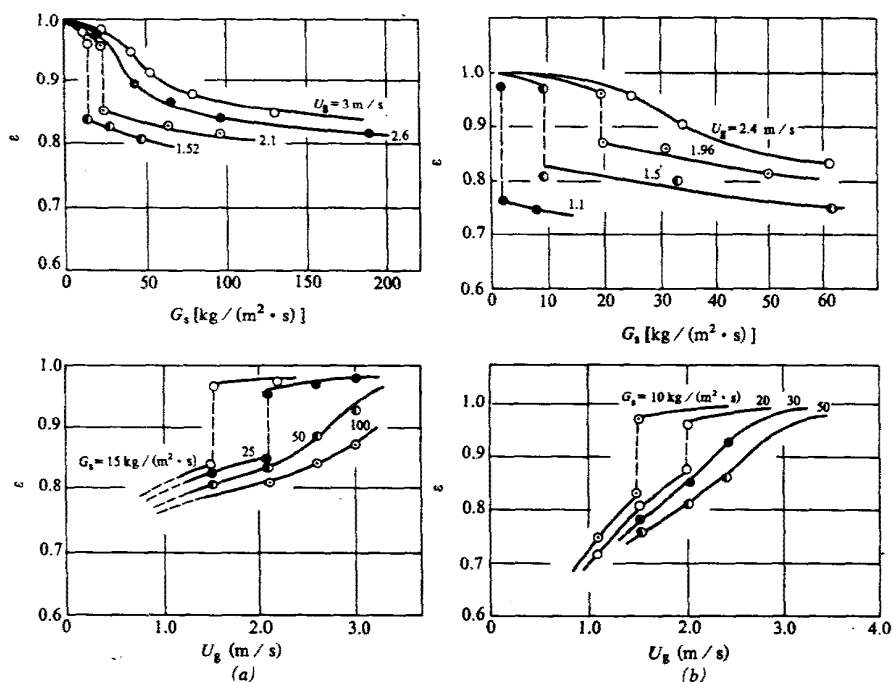 1.0
0.9
0.8
0.7
0.6
ε
U_g = 3 m / s
2.6
2.1
1.52
0 50 100 150 200
G_s [kg / (m² · s) ]
1.0
0.9
0.8
0.7
0.6
ε
U_g = 2.4 m / s
1.96
1.5
1.1
0 10 20 30 40 50 60
G_s [kg / (m² · s) ]
1.0
0.9
0.8
0.7
0.6
ε
G_s = 15 kg / (m² · s)
25
50
100
0 1.0 2.0 3.0
U_g (m / s)
(a)
1.0
0.9
0.8
0.7
0.6
ε
G_s = 10 kg / (m² · s)
20
30
50
1.0 2.0 3.0 4.0
U_g (m / s)
(b)